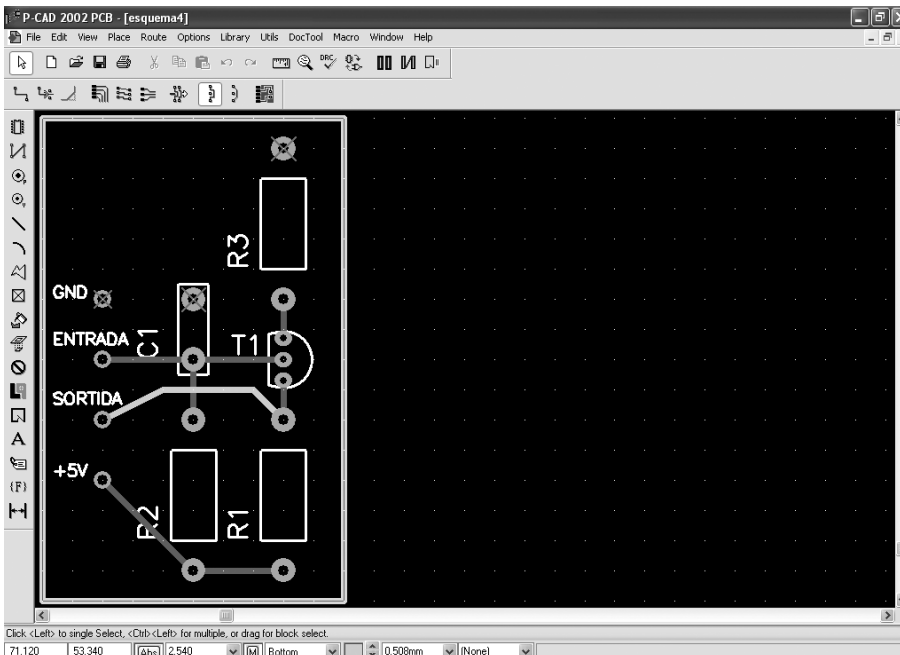 P-CAD 2002 PCB - [esquema4]
File Edit View Place Route Options Library Utils DocTool Macro Window Help
DRC
R3
GND
ENTRADA
C1
T1
SORTIDA
+5V
R2
R1
A
{F}
Click <Left> to single Select, <Ctrl><Left> for multiple, or drag for block select.
71.120 53.340 Abs 2.540 M Bottom 0.508mm (None)